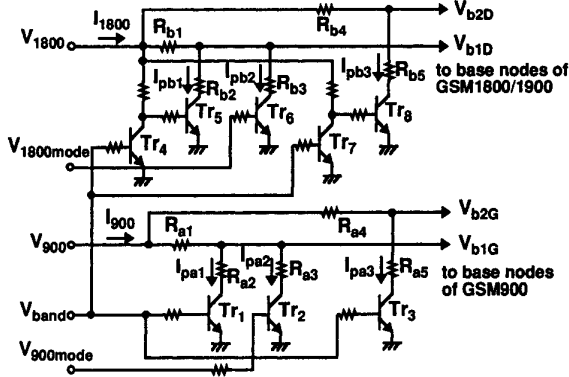 I1800
Rb4
Vb2D
Rb1
V1800
Vb1D
to base nodes of
GSM1800/1900
Ipb1
Rb2
Ipb2
Rb3
Ipb3
Rb5
Tr4
Tr5
Tr6
Tr7
Tr8
V1800mode
I900
Ra1
Ra4
Vb2G
V900
Vb1G
to base nodes
of GSM900
Ipa1
Ra2
Ipa2
Ra3
Ipa3
Ra5
Vband
Tr1
Tr2
Tr3
V900mode